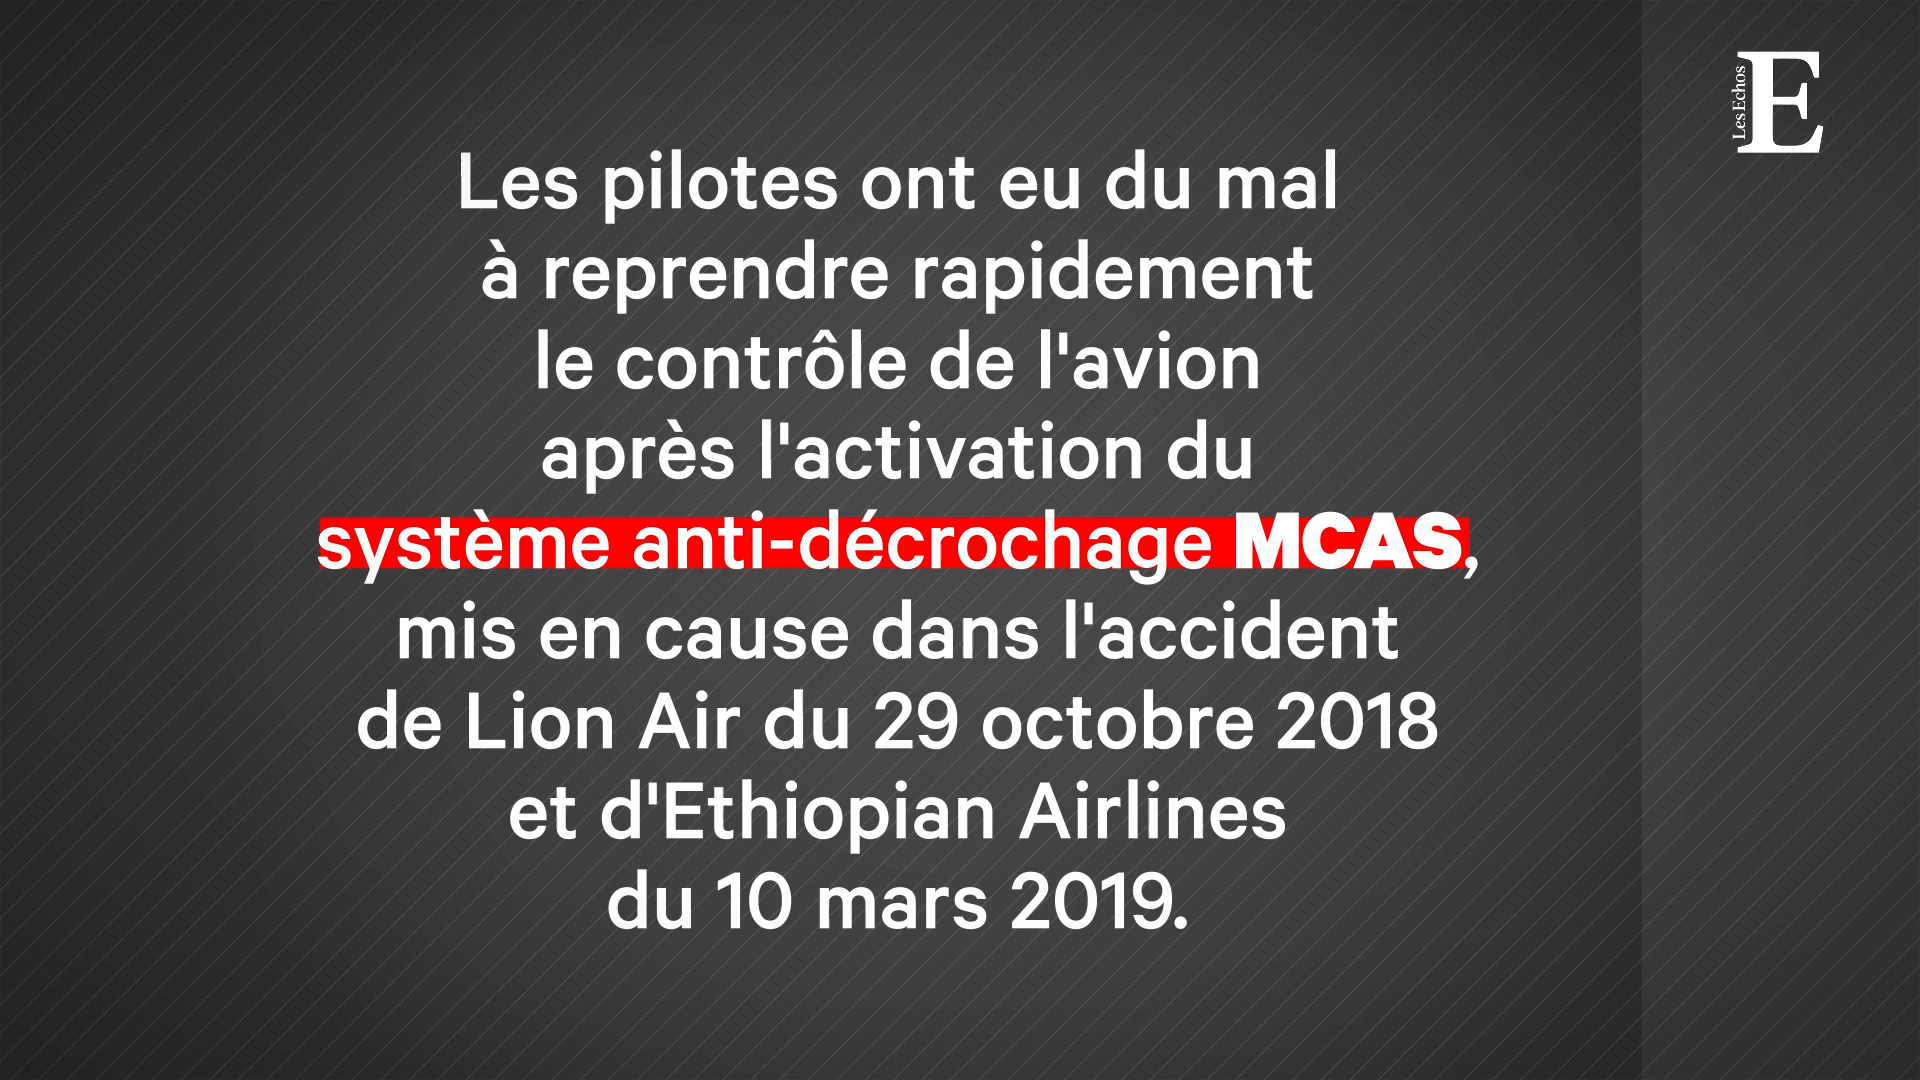 Les Echos
E
Les pilotes ont eu du mal
à reprendre rapidement
le contrôle de l'avion
après l'activation du
système anti-décrochage MCAS,
mis en cause dans l'accident
de Lion Air du 29 octobre 2018
et d'Ethiopian Airlines
du 10 mars 2019.